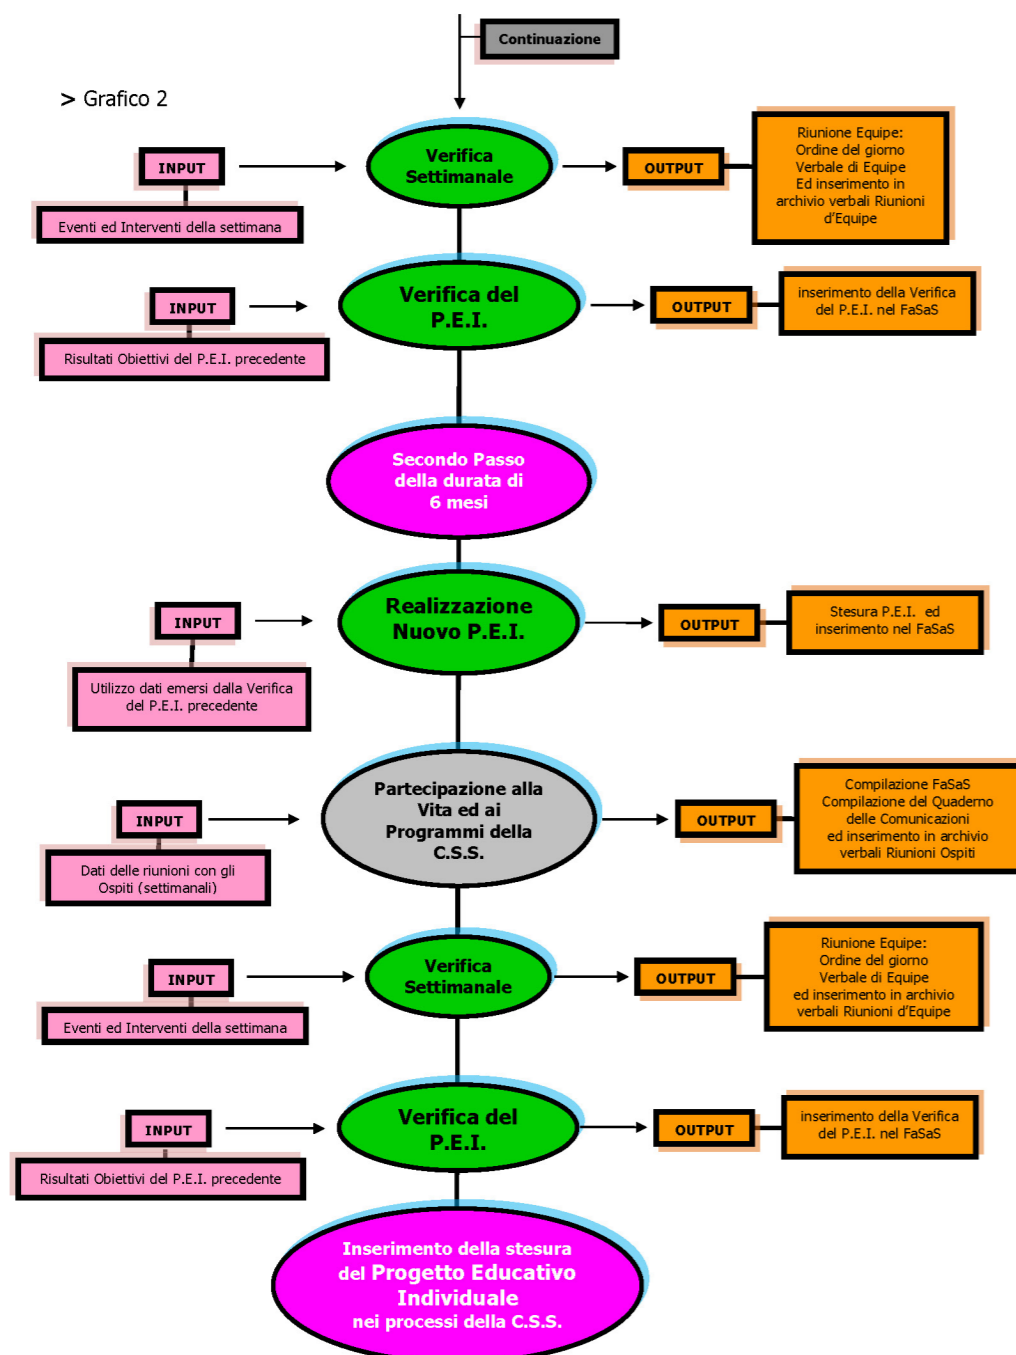 Continuazione
> Grafico 2
INPUT
Eventi ed Interventi della settimana
Verifica
Settimanale
OUTPUT
Riunione Equipe:
Ordine del giorno
Verbale di Equipe
Ed inserimento in
archivio verbali Riunioni
d'Equipe
INPUT
Risultati Obiettivi del P.E.I. precedente
Verifica del
P.E.I.
OUTPUT
inserimento della Verifica
del P.E.I. nel FaSaS
Secondo Passo
della durata di
6 mesi
INPUT
Utilizzo dati emersi dalla Verifica
del P.E.I. precedente
Realizzazione
Nuovo P.E.I.
OUTPUT
Stesura P.E.I. ed
inserimento nel FaSaS
INPUT
Dati delle riunioni con gli
Ospiti (settimanali)
Partecipazione alla
Vita ed ai
Programmi della
C.S.S.
OUTPUT
Compilazione FaSaS
Compilazione del Quaderno
delle Comunicazioni
ed inserimento in archivio
verbali Riunioni Ospiti
INPUT
Eventi ed Interventi della settimana
Verifica
Settimanale
OUTPUT
Riunione Equipe:
Ordine del giorno
Verbale di Equipe
ed inserimento in archivio
verbali Riunioni d'Equipe
INPUT
Risultati Obiettivi del P.E.I. precedente
Verifica del
P.E.I.
OUTPUT
inserimento della Verifica
del P.E.I. nel FaSaS
Inserimento della stesura
del Progetto Educativo
Individuale
nei processi della C.S.S.